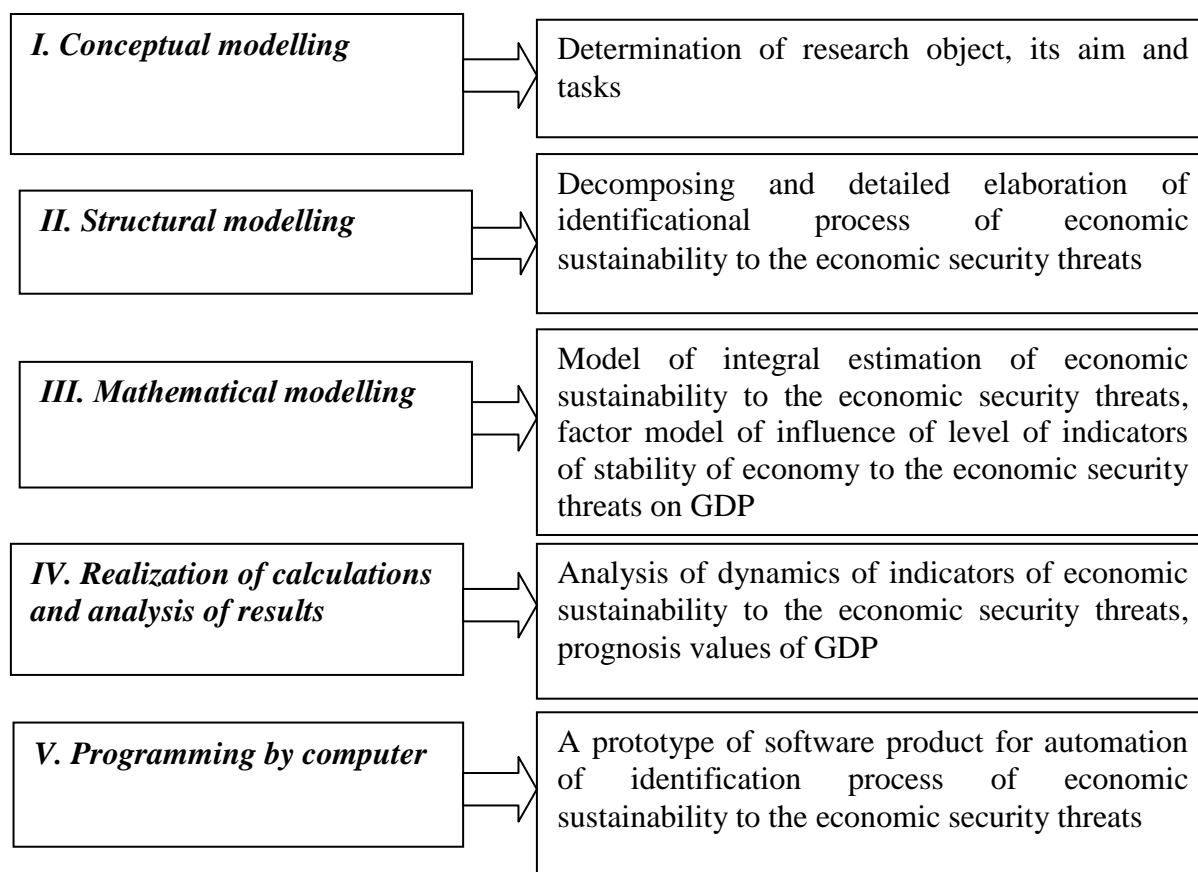 I. Conceptual modelling
Determination of research object, its aim and
tasks
II. Structural modelling
Decomposing and detailed elaboration of
identificational process of economic
sustainability to the economic security threats
III. Mathematical modelling
Model of integral estimation of economic
sustainability to the economic security threats,
factor model of influence of level of indicators
of stability of economy to the economic security
threats on GDP
IV. Realization of calculations
and analysis of results
Analysis of dynamics of indicators of economic
sustainability to the economic security threats,
prognosis values of GDP
V. Programming by computer
A prototype of software product for automation
of identification process of economic
sustainability to the economic security threats